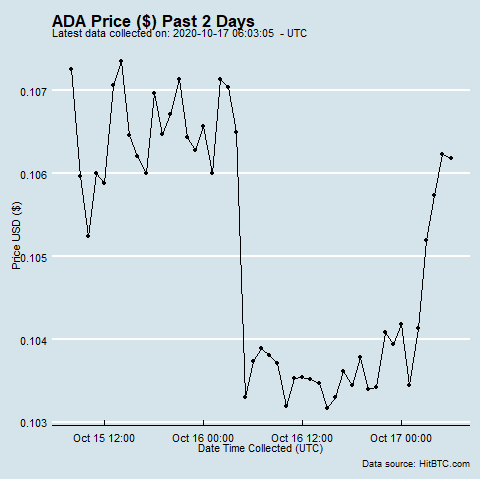 ADA Price ($) Past 2 Days
Latest data collected on: 2020-10-17 06:03:05  - UTC
0.107
0.106
0.105
0.104
0.103
Price USD ($)
Oct 15 12:00 Oct 16 00:00 Oct 16 12:00 Oct 17 00:00
Date Time Collected (UTC)
Data source: HitBTC.com